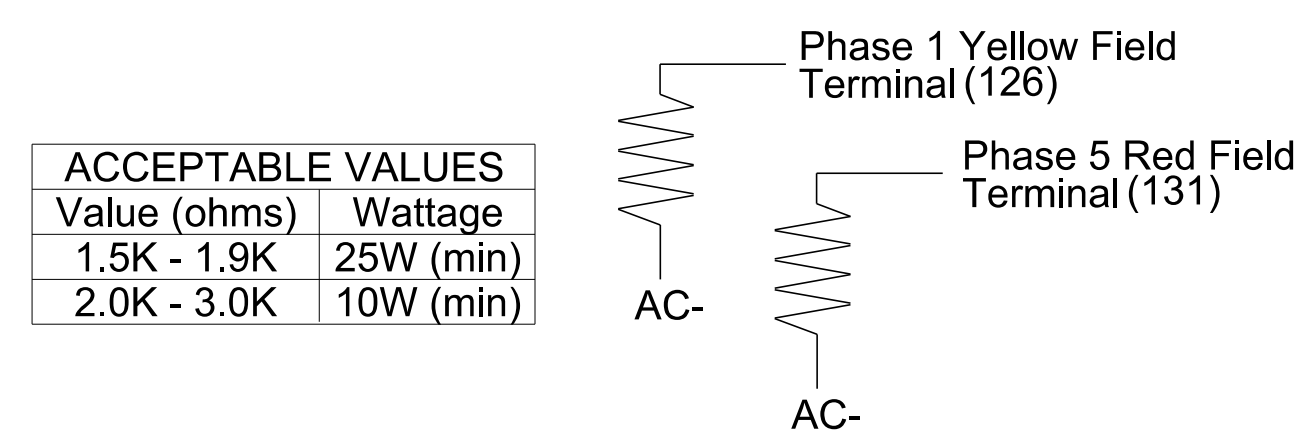 ACCEPTABLE VALUES
Value (ohms) Wattage
1.5K - 1.9K 25W (min)
2.0K - 3.0K 10W (min)
Phase 1 Yellow Field
Terminal (126)
AC-
Phase 5 Red Field
Terminal (131)
AC-